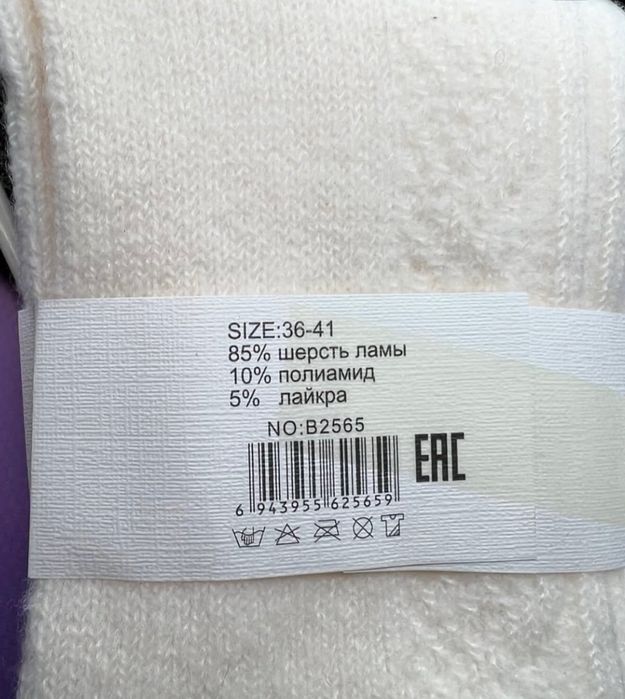 SIZE:36-41
85% шерсть ламы
10% полиамид
5% лайкра
NO:B2565
EAC
6 943955 625659